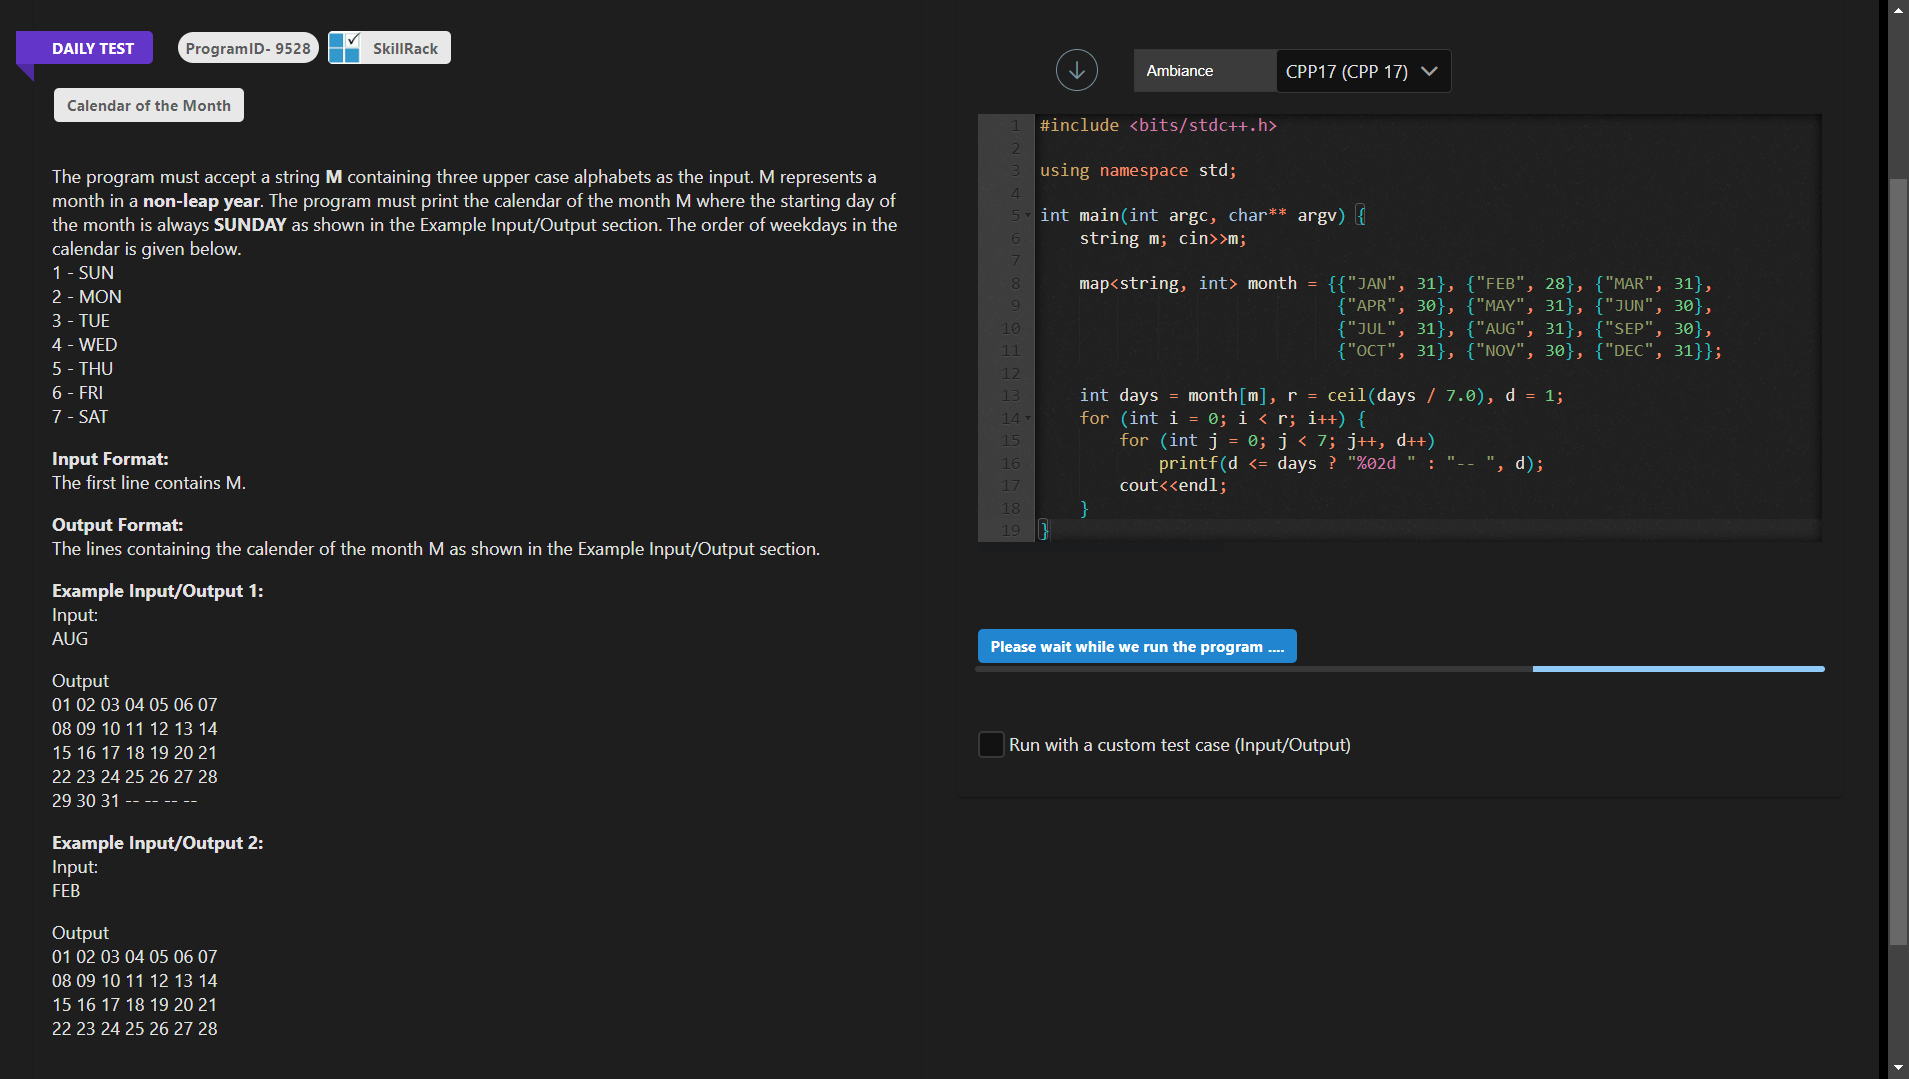 DAILY TEST
ProgramID- 9528
SkillRack
Calendar of the Month
The program must accept a string M containing three upper case alphabets as the input. M represents a
month in a non-leap year. The program must print the calendar of the month M where the starting day of
the month is always SUNDAY as shown in the Example Input/Output section. The order of weekdays in the
calendar is given below.
1 - SUN
2 - MON
3 - TUE
4 - WED
5 - THU
6 - FRI
7 - SAT
Input Format:
The first line contains M.
Output Format:
The lines containing the calender of the month M as shown in the Example Input/Output section.
Example Input/Output 1:
Input:
AUG
Output
01 02 03 04 05 06 07
08 09 10 11 12 13 14
15 16 17 18 19 20 21
22 23 24 25 26 27 28
29 30 31 -- -- -- --
Example Input/Output 2:
Input:
FEB
Output
01 02 03 04 05 06 07
08 09 10 11 12 13 14
15 16 17 18 19 20 21
22 23 24 25 26 27 28
Ambiance
CPP17 (CPP 17)
1 #include <bits/stdc++.h>
2
3 using namespace std;
4
5 int main(int argc, char** argv) {
6     string m; cin>>m;
7
8     map<string, int> month = {{"JAN", 31}, {"FEB", 28}, {"MAR", 31},
9                               {"APR", 30}, {"MAY", 31}, {"JUN", 30},
10                               {"JUL", 31}, {"AUG", 31}, {"SEP", 30},
11                               {"OCT", 31}, {"NOV", 30}, {"DEC", 31}};
12
13     int days = month[m], r = ceil(days / 7.0), d = 1;
14     for (int i = 0; i < r; i++) {
15         for (int j = 0; j < 7; j++, d++)
16             printf(d <= days ? "%02d " : "-- ", d);
17         cout<<endl;
18     }
19 }
Please wait while we run the program ....
Run with a custom test case (Input/Output)